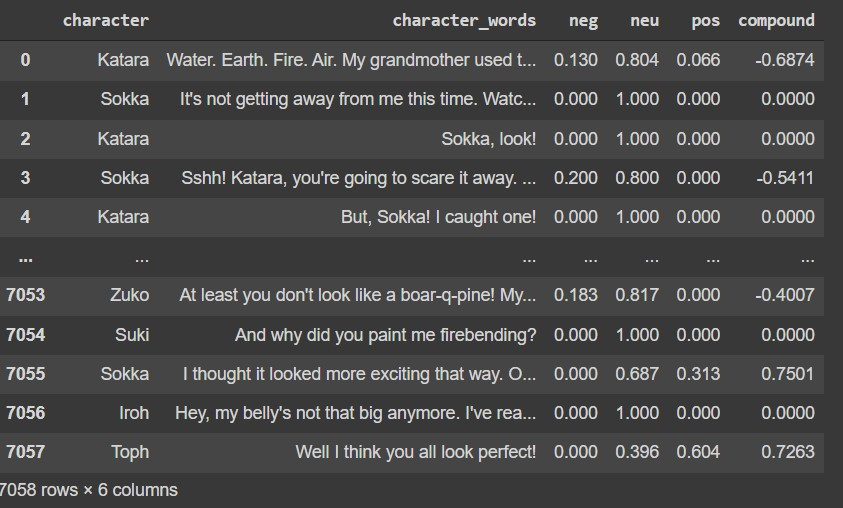 character character_words neg neu pos compound
0 Katara Water. Earth. Fire. Air. My grandmother used t... 0.130 0.804 0.066 -0.6874
1 Sokka It's not getting away from me this time. Watc... 0.000 1.000 0.000 0.0000
2 Katara Sokka, look! 0.000 1.000 0.000 0.0000
3 Sokka Sshh! Katara, you're going to scare it away. ... 0.200 0.800 0.000 -0.5411
4 Katara But, Sokka! I caught one! 0.000 1.000 0.000 0.0000
... ... ... ... ... ... ...
7053 Zuko At least you don't look like a boar-q-pine! My... 0.183 0.817 0.000 -0.4007
7054 Suki And why did you paint me firebending? 0.000 1.000 0.000 0.0000
7055 Sokka I thought it looked more exciting that way. O... 0.000 0.687 0.313 0.7501
7056 Iroh Hey, my belly's not that big anymore. I've rea... 0.000 1.000 0.000 0.0000
7057 Toph Well I think you all look perfect! 0.000 0.396 0.604 0.7263
7058 rows × 6 columns